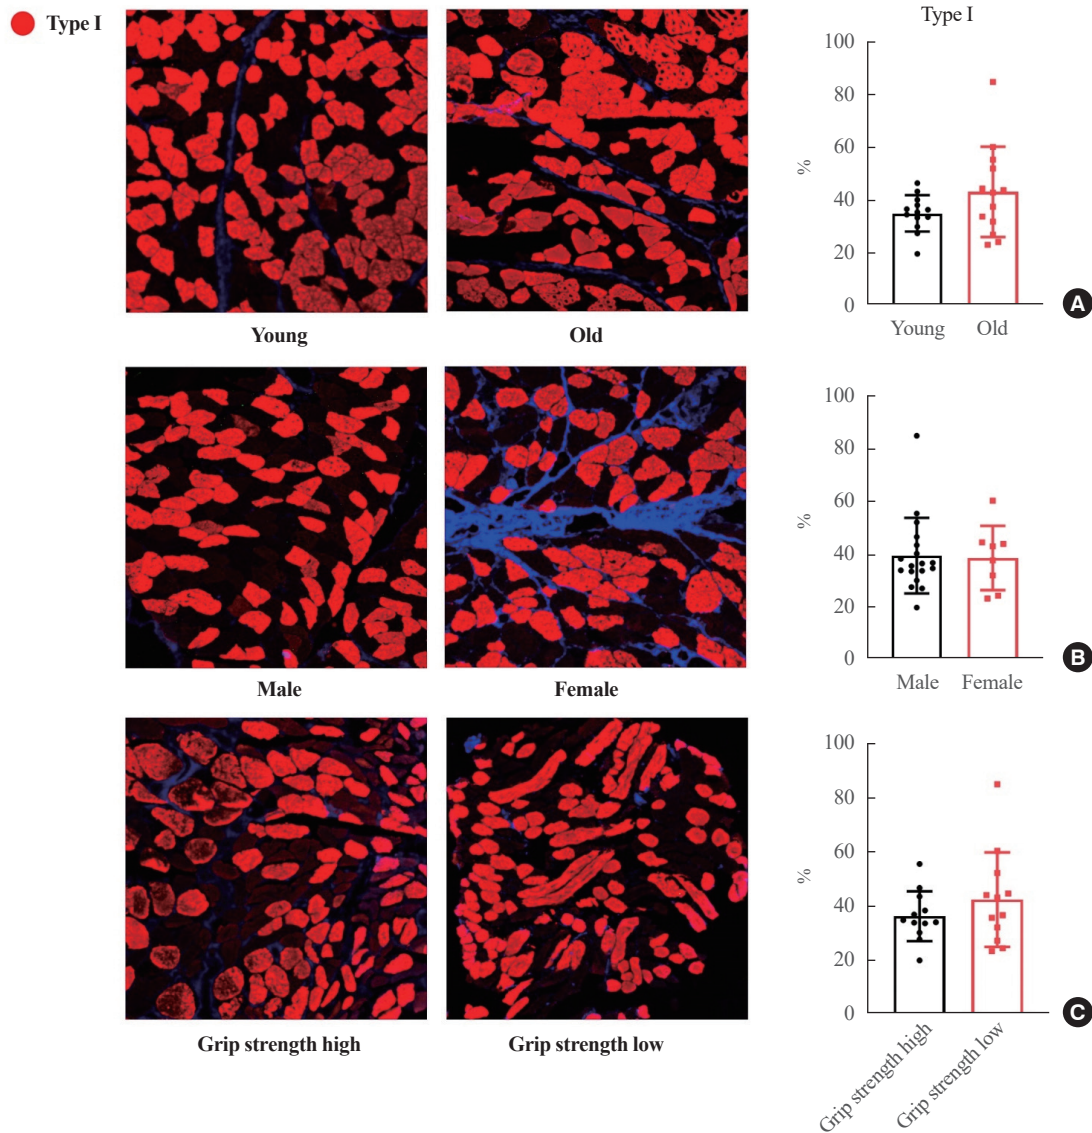 Type I
Type I
100
80
60
40
20
0
%
Young
Old
Young
Old
A
100
80
60
40
20
0
%
Male
Female
Male
Female
B
100
80
60
40
20
0
%
Grip strength high
Grip strength low
Grip strength high
Grip strength low
C